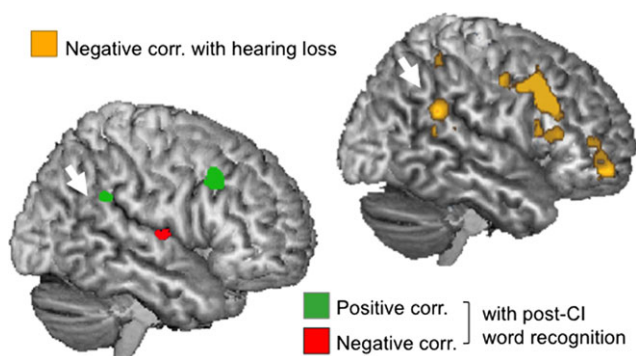 Negative corr. with hearing loss
Positive corr.
Negative corr.
with post-CI
word recognition